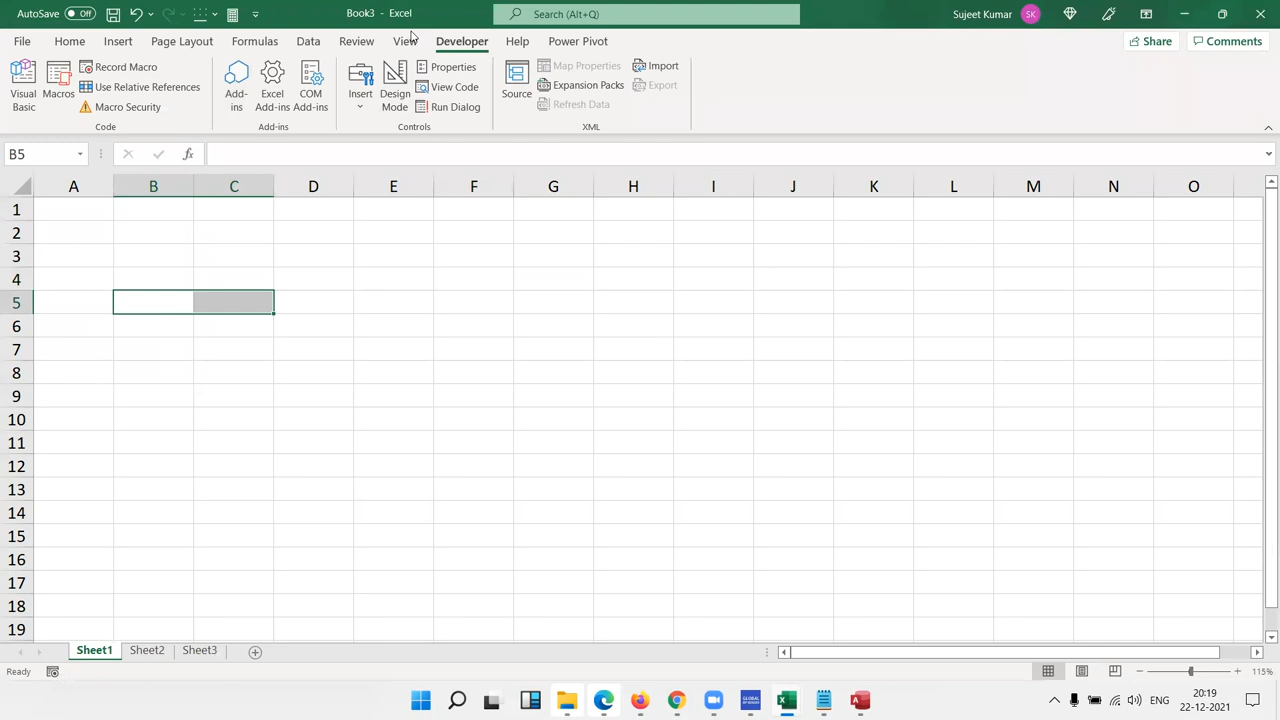 AutoSave Off Book3 - Excel Search (Alt+Q) Sujeet Kumar SK
File Home Insert Page Layout Formulas Data Review View Developer Help Power Pivot Share Comments
Visual Basic Macros Record Macro Use Relative References Macro Security
Add-ins Excel Add-ins COM Add-ins
Insert Design Mode Properties View Code Run Dialog
Source Map Properties Expansion Packs Refresh Data Import Export
Code Add-ins Controls XML
B5 fx
A B C D E F G H I J K L M N O
1
2
3
4
5
6
7
8
9
10
11
12
13
14
15
16
17
18
19
Sheet1 Sheet2 Sheet3
Ready 115%
GLOBAL ENG 20:19
22-12-2021